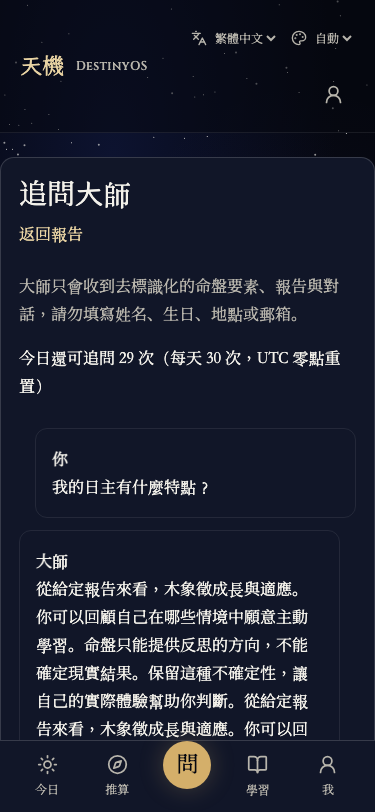 繁體中文
自動
天機 DESTINYOS
追問大師
返回報告
大師只會收到去標識化的命盤要素、報告與對
話，請勿填寫姓名、生日、地點或郵箱。
今日還可追問 29 次（每天 30 次，UTC 零點重
置）
你
我的日主有什麼特點？
大師
從給定報告來看，木象徵成長與適應。
你可以回顧自己在哪些情境中願意主動
學習。命盤只能提供反思的方向，不能
確定現實結果。保留這種不確定性，讓
自己的實際體驗幫助你判斷。從給定報
告來看，木象徵成長與適應。你可以回
今日
推算
問
學習
我